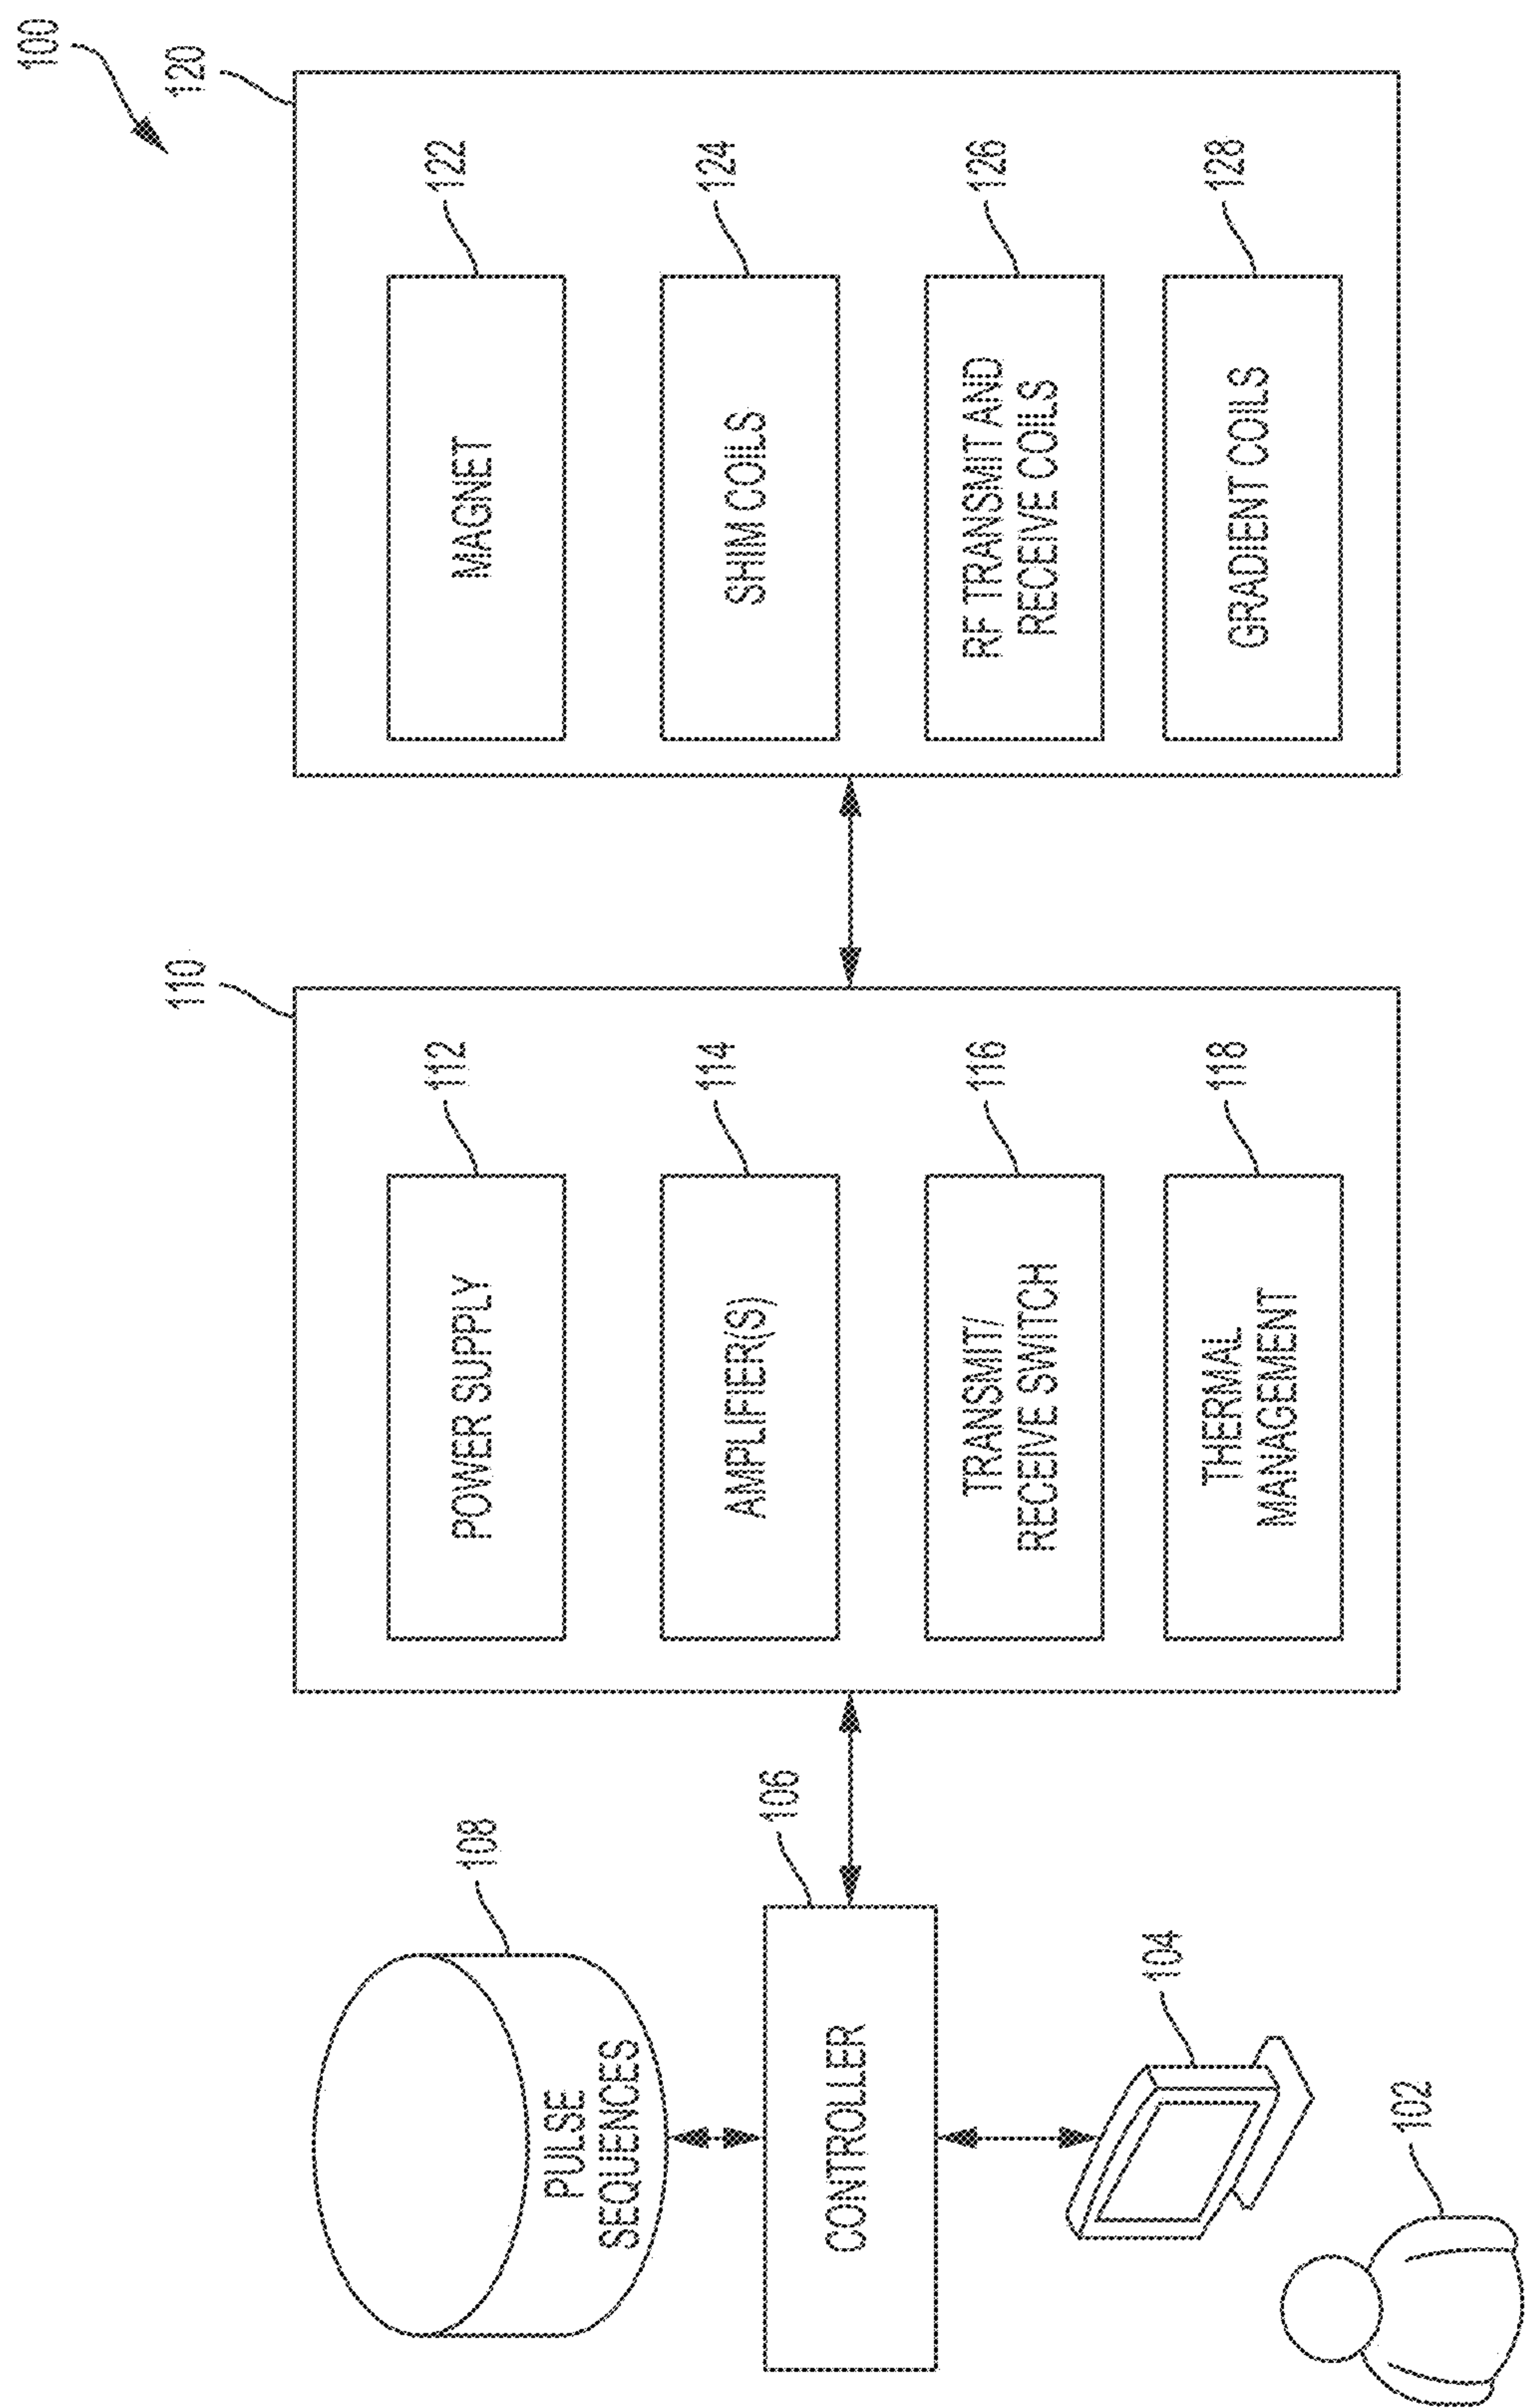 100
108
PULSE
SEQUENCES
106
CONTROLLER
104
102
110
112
POWER SUPPLY
114
AMPLIFIER(S)
116
TRANSMIT/
RECEIVE SWITCH
118
THERMAL
MANAGEMENT
120
122
MAGNET
124
SHIM COILS
126
RF TRANSMIT AND
RECEIVE COILS
128
GRADIENT COILS